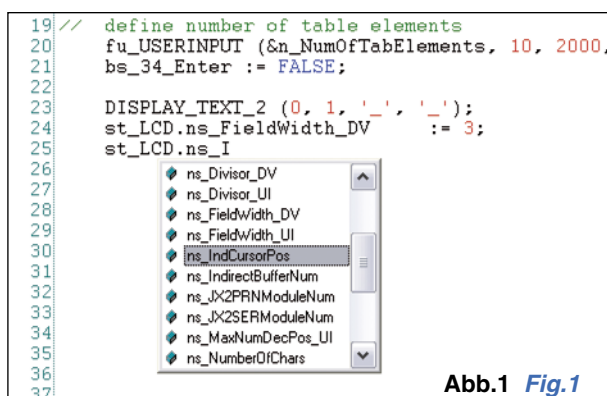 19 // define number of table elements
20 fu_USERINPUT (&n_NumOfTabElements, 10, 2000,
21 bs_34_Enter := FALSE;
22
23 DISPLAY_TEXT_2 (0, 1, '_', '_');
24 st_LCD.ns_FieldWidth_DV := 3;
25 st_LCD.ns_I
26 ns_Divisor_DV
27 ns_Divisor_UI
28 ns_FieldWidth_DV
29 ns_FieldWidth_UI
30 ns_IndCursorPos
31 ns_IndirectBufferNum
32 ns_JX2PRNModuleNum
33 ns_JX2SERModuleNum
34 ns_MaxNumDecPos_UI
35 ns_NumberOfChars
36
37
Abb.1 Fig.1